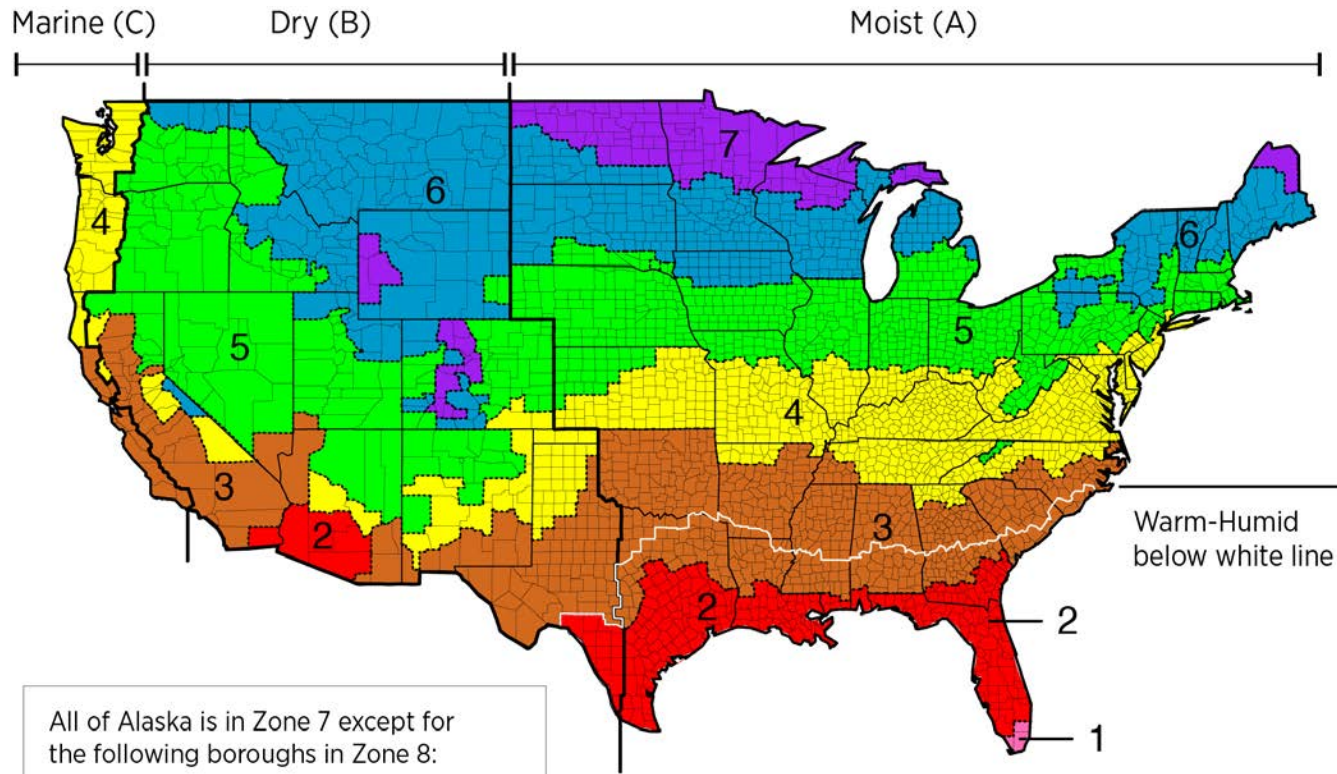 Marine (C)
Dry (B)
Moist (A)
7
6
6
4
5
5
4
3
3
2
2
Warm-Humid
below white line
2
1
All of Alaska is in Zone 7 except for
the following boroughs in Zone 8: